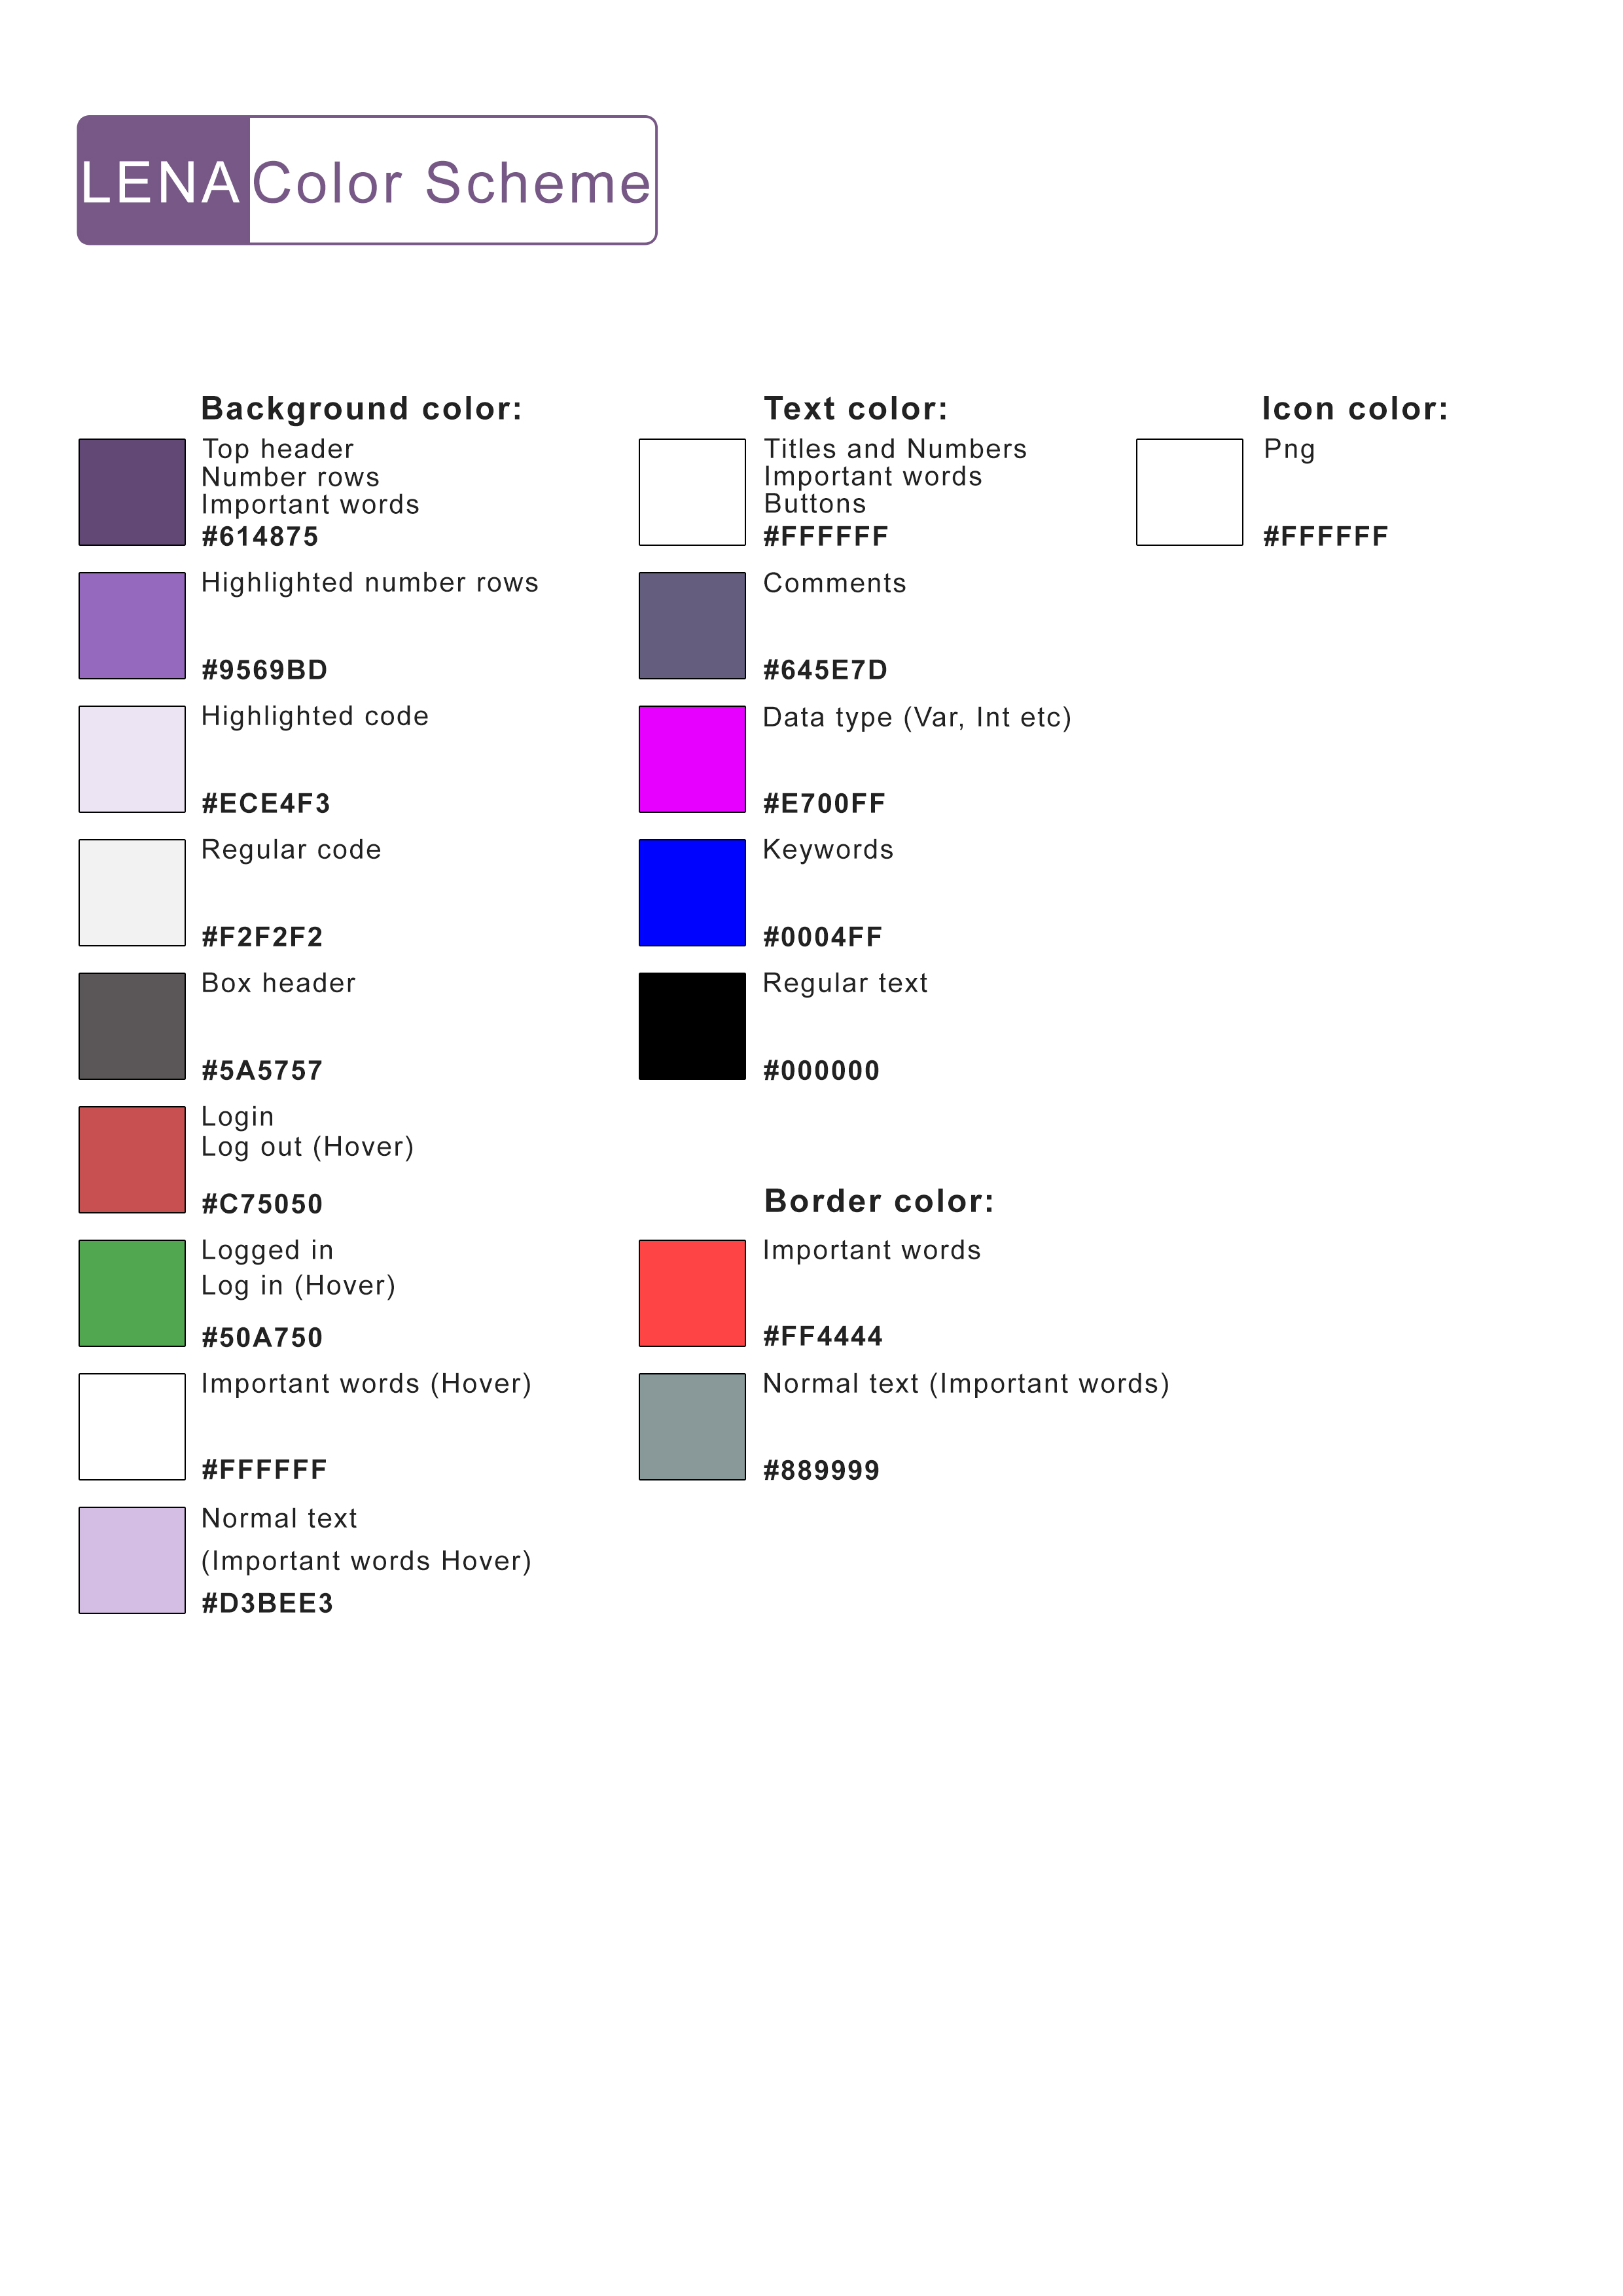 LENA Color Scheme
Background color:
Top header
Number rows
Important words
#614875
Highlighted number rows
#9569BD
Highlighted code
#ECE4F3
Regular code
#F2F2F2
Box header
#5A5757
Login
Log out (Hover)
#C75050
Logged in
Log in (Hover)
#50A750
Important words (Hover)
#FFFFFF
Normal text
(Important words Hover)
#D3BEE3
Text color:
Titles and Numbers
Important words
Buttons
#FFFFFF
Comments
#645E7D
Data type (Var, Int etc)
#E700FF
Keywords
#0004FF
Regular text
#000000
Border color:
Important words
#FF4444
Normal text (Important words)
#889999
Icon color:
Png
#FFFFFF